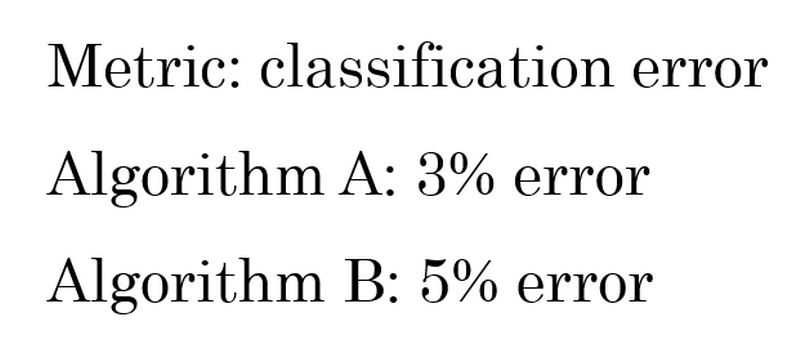 Metric: classification error
Algorithm A: 3% error
Algorithm B: 5% error